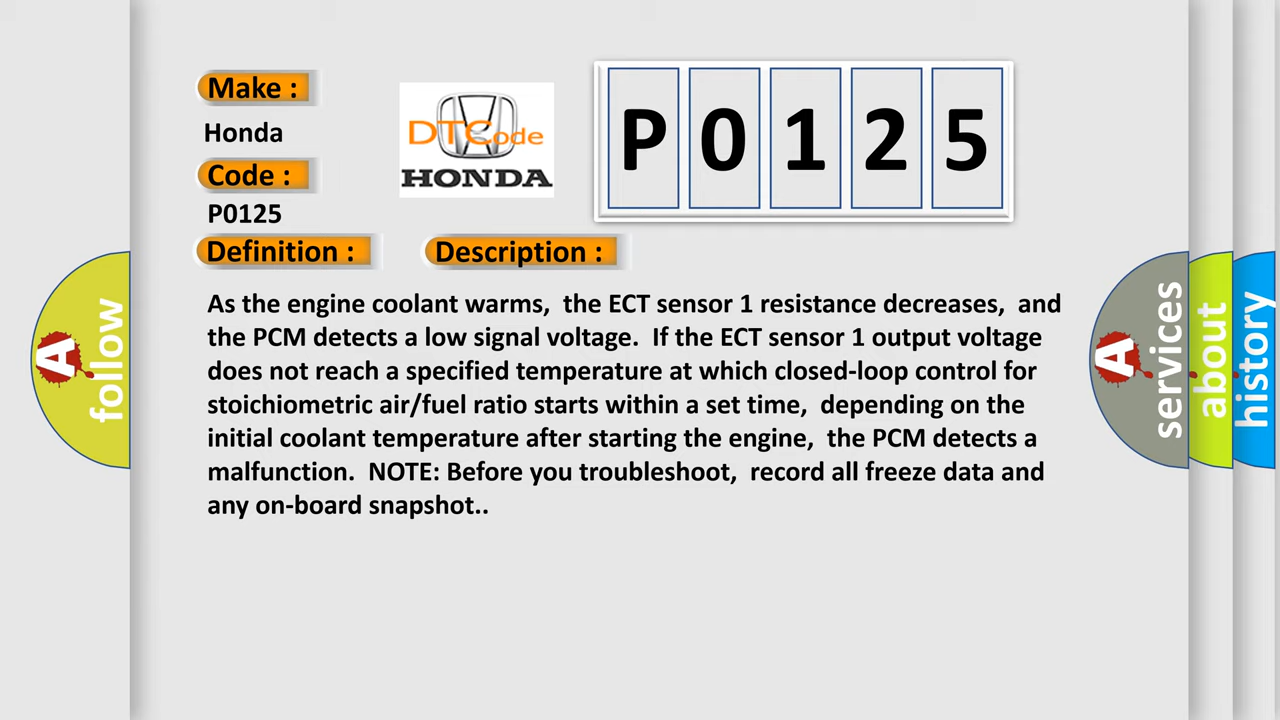 Make :
Honda
Code :
P0125
Definition :
Description :
DTCode
HONDA
P0125
As the engine coolant warms, the ECT sensor 1 resistance decreases, and
the PCM detects a low signal voltage. If the ECT sensor 1 output voltage
does not reach a specified temperature at which closed-loop control for
stoichiometric air/fuel ratio starts within a set time, depending on the
initial coolant temperature after starting the engine, the PCM detects a
malfunction. NOTE: Before you troubleshoot, record all freeze data and
any on-board snapshot..
A
follow
A
services
about
history